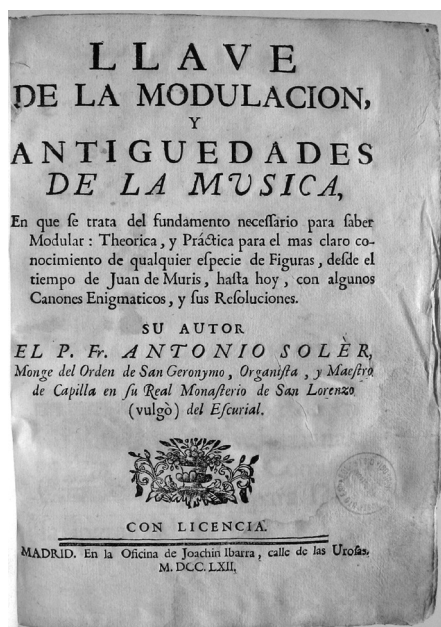 LLAVE
DE LA MODULACION,
Y
ANTIGUEDADES
DE LA MVSICA,
En que ſe trata del fundamento neceſſario para ſaber
Modular : Theorica, y Práctica para el mas claro co-
nocimiento de qualquier eſpecie de Figuras, deſde el
tiempo de Juan de Muris, haſta hoy, con algunos
Canones Enigmaticos, y ſus Reſoluciones.
SU AUTOR
EL P. Fr. ANTONIO SOLÈR,
Monge del Orden de San Geronymo, Organiſta, y Maeſtro
de Capilla en ſu Real Monaſterio de San Lorenzo
(vulgò) del Eſcurial.
CON LICENCIA.
MADRID. En la Oficina de Joachin Ibarra, calle de las Uroſas.
M. DCC. LXII.